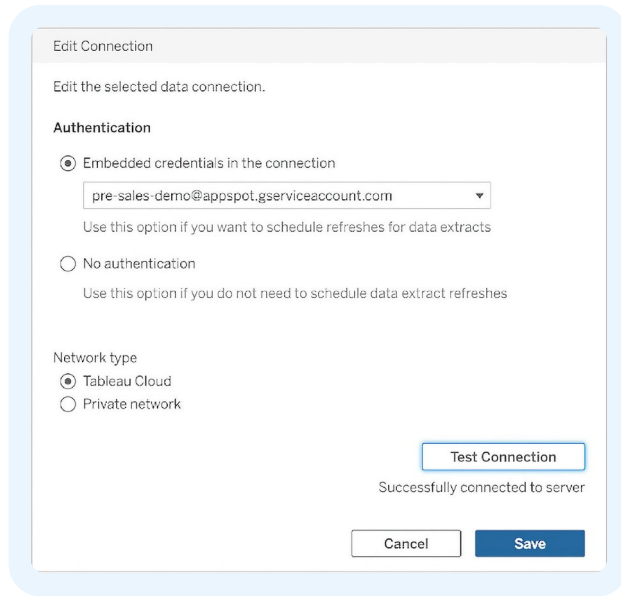 Edit Connection
Edit the selected data connection.
Authentication
Embedded credentials in the connection
pre-sales-demo@appspot.gserviceaccount.com
Use this option if you want to schedule refreshes for data extracts
No authentication
Use this option if you do not need to schedule data extract refreshes
Network type
Tableau Cloud
Private network
Test Connection
Successfully connected to server
Cancel Save